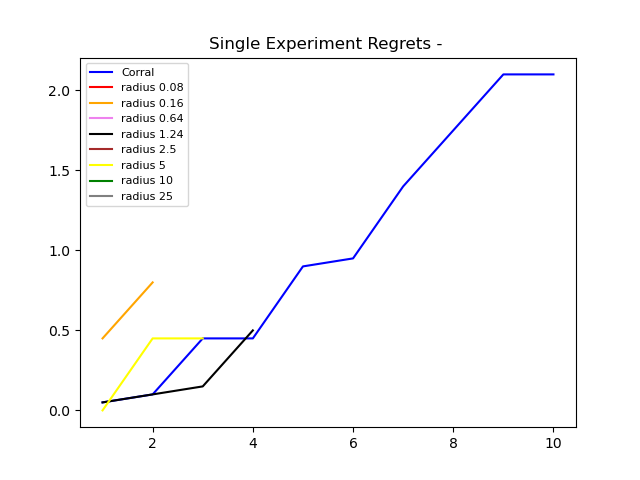 Single Experiment Regrets -
Corral
radius 0.08
radius 0.16
radius 0.64
radius 1.24
radius 2.5
radius 5
radius 10
radius 25
2.0
1.5
1.0
0.5
0.0
2 4 6 8 10